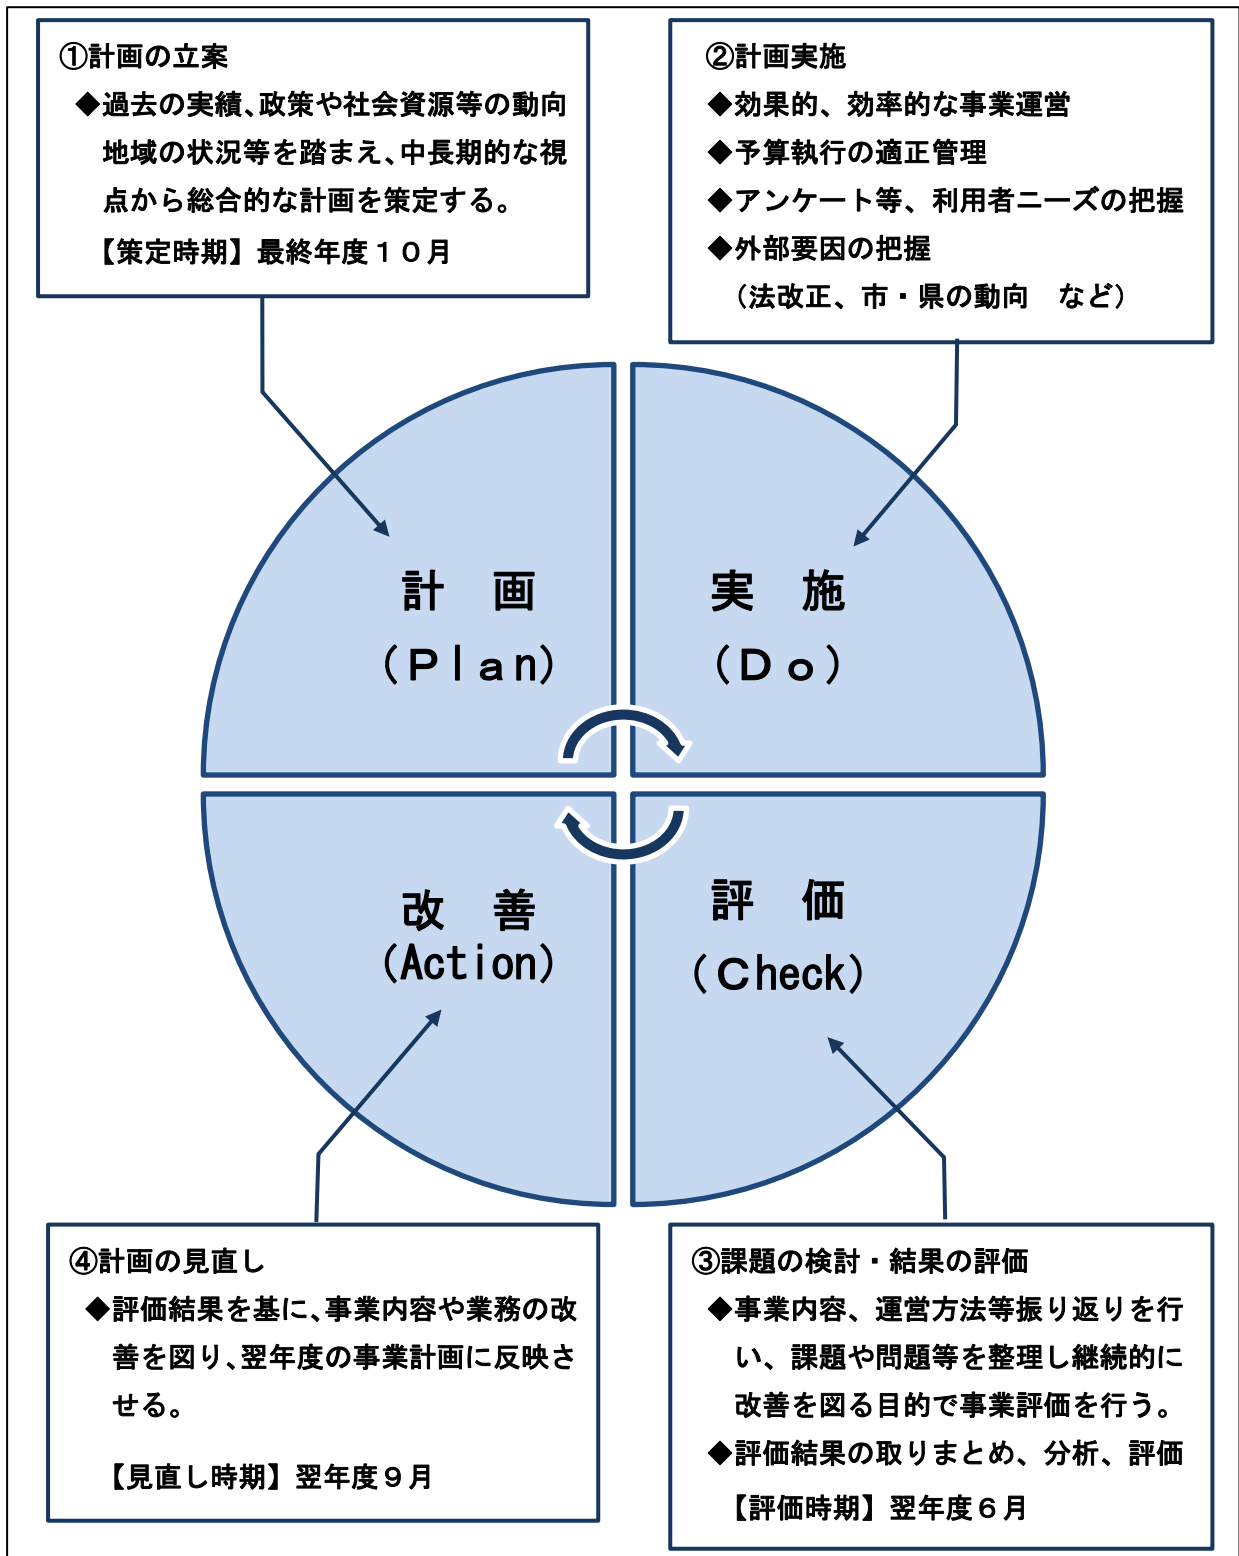 ①計画の立案
◆過去の実績、政策や社会資源等の動向
地域の状況等を踏まえ、中長期的な視
点から総合的な計画を策定する。
【策定時期】最終年度１０月
②計画実施
◆効果的、効率的な事業運営
◆予算執行の適正管理
◆アンケート等、利用者ニーズの把握
◆外部要因の把握
（法改正、市・県の動向　など）
計　画
（Ｐｌａｎ）
実　施
（Ｄｏ）
改　善
(Action)
評　価
（Ｃheck）
④計画の見直し
◆評価結果を基に、事業内容や業務の改
善を図り、翌年度の事業計画に反映さ
せる。
【見直し時期】翌年度９月
③課題の検討・結果の評価
◆事業内容、運営方法等振り返りを行
い、課題や問題等を整理し継続的に
改善を図る目的で事業評価を行う。
◆評価結果の取りまとめ、分析、評価
【評価時期】翌年度６月